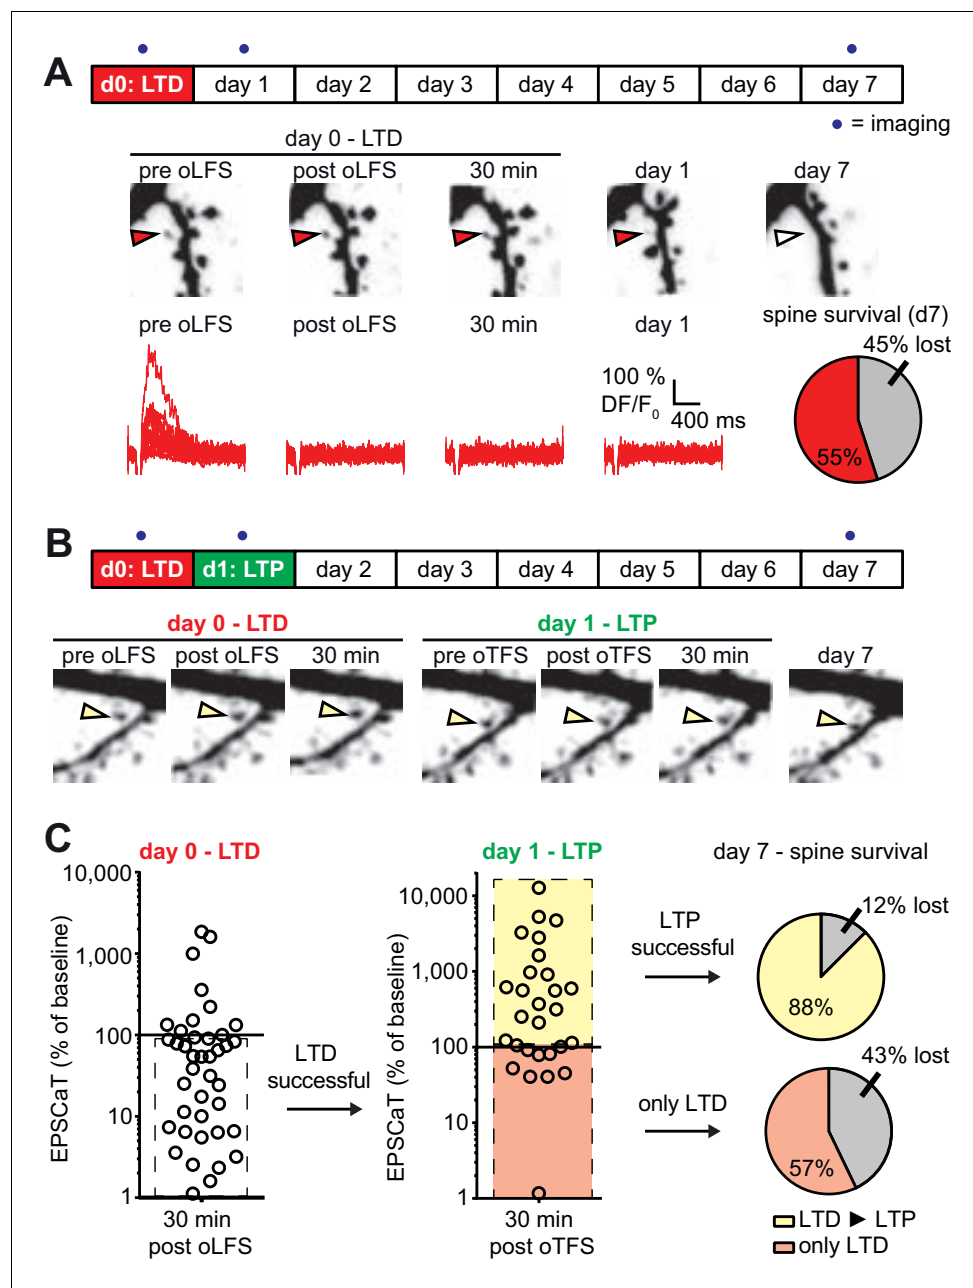 A
d0: LTD day 1 day 2 day 3 day 4 day 5 day 6 day 7
= imaging
day 0 - LTD
pre oLFS post oLFS 30 min day 1 day 7
pre oLFS post oLFS 30 min day 1
spine survival (d7)
45% lost
100 %
DF/F0
400 ms
55%
B
d0: LTD d1: LTP day 2 day 3 day 4 day 5 day 6 day 7
day 0 - LTD day 1 - LTP
pre oLFS post oLFS 30 min pre oTFS post oTFS 30 min day 7
C
day 0 - LTD
EPSCaT (% of baseline)
10,000
1,000
100
10
1
30 min
post oLFS
LTD
successful
day 1 - LTP
EPSCaT (% of baseline)
10,000
1,000
100
10
1
30 min
post oTFS
LTP
successful
only LTD
day 7 - spine survival
12% lost
88%
43% lost
57%
LTD ► LTP
only LTD